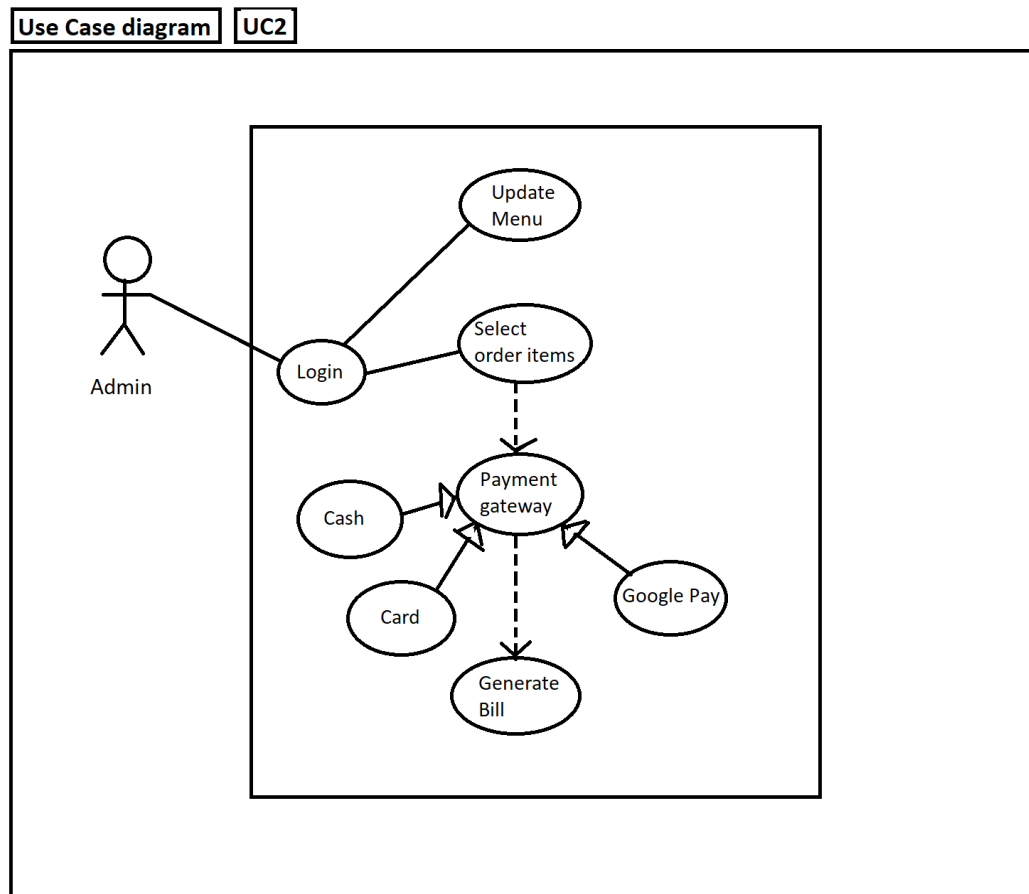 Use Case diagram UC2
Update
Menu
Select
order items
Login
Admin
Payment
gateway
Cash
Card
Google Pay
Generate
Bill